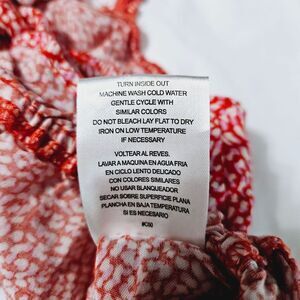 TURN INSIDE OUT
MACHINE WASH COLD WATER
GENTLE CYCLE WITH
SIMILAR COLORS
DO NOT BLEACH LAY FLAT TO DRY
IRON ON LOW TEMPERATURE
IF NECESSARY
VOLTEAR AL REVES.
LAVAR A MAQUINA EN AGUA FRIA
EN CICLO LENTO DELICADO
CON COLORES SIMILARES
NO USAR BLANQUEADOR
SECAR SOBRE SUPERFICIE PLANA
PLANCHA EN BAJA TEMPERATURA
SI ES NECESARIO